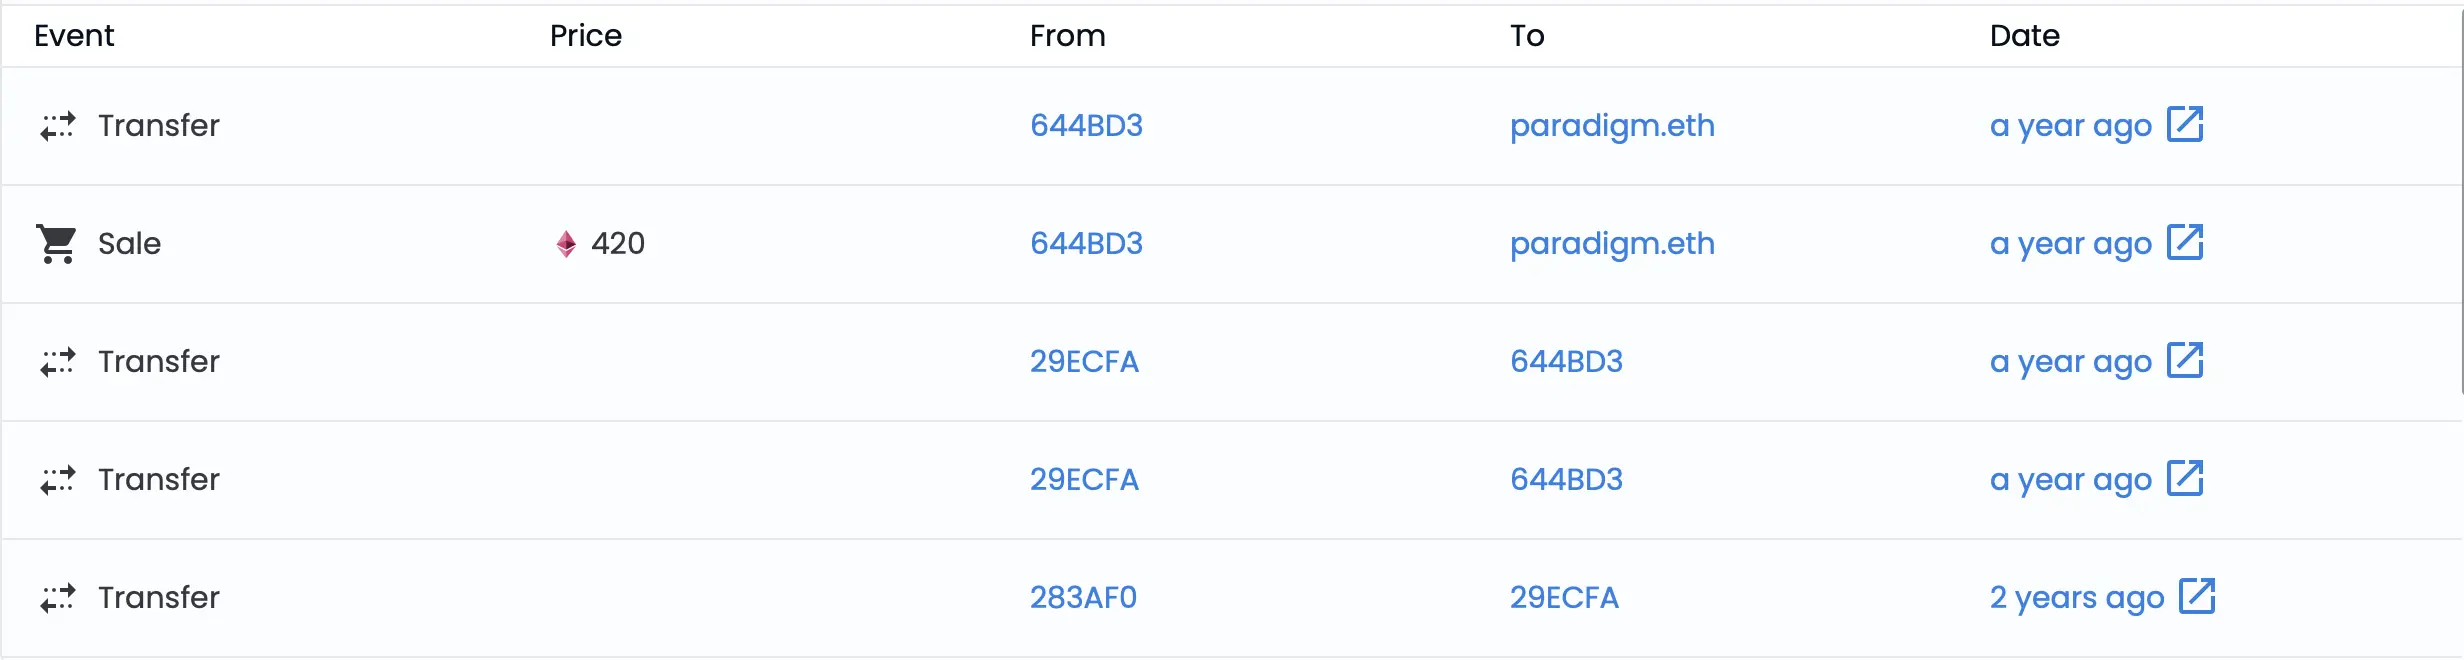 Event Price From To Date
Transfer 644BD3 paradigm.eth a year ago
Sale 420 644BD3 paradigm.eth a year ago
Transfer 29ECFA 644BD3 a year ago
Transfer 29ECFA 644BD3 a year ago
Transfer 283AF0 29ECFA 2 years ago